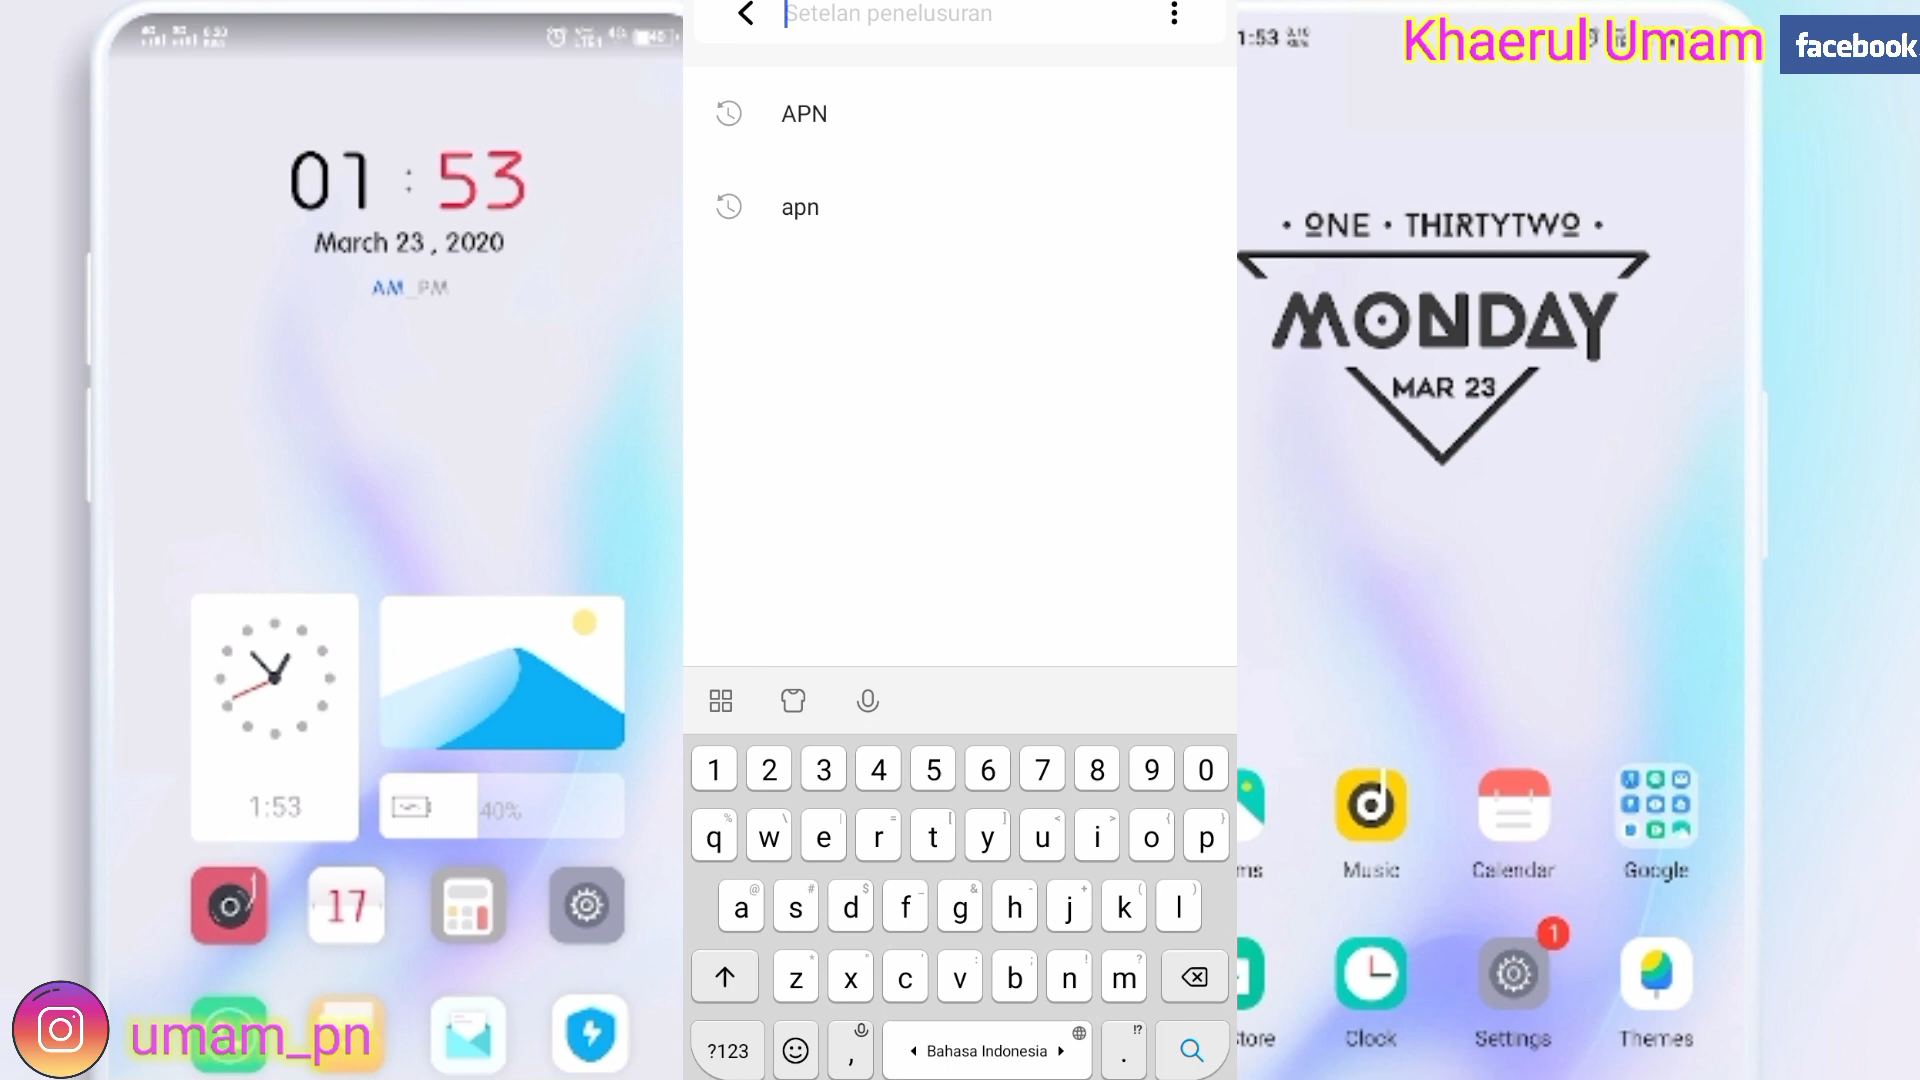 01 : 53
March 23 , 2020
AM_PM
1:53
40%
17
umam_pn
Setelan penelusuran
APN
apn
1 2 3 4 5 6 7 8 9 0
q w e r t y u i o p
a s d f g h j k l
z x c v b n m
?123 , Bahasa Indonesia .
1:53
Khaerul Umam
facebook
• ONE • THIRTYTWO •
MONDAY
MAR 23
Music
Calendar
Google
1
Clock
Settings
Themes